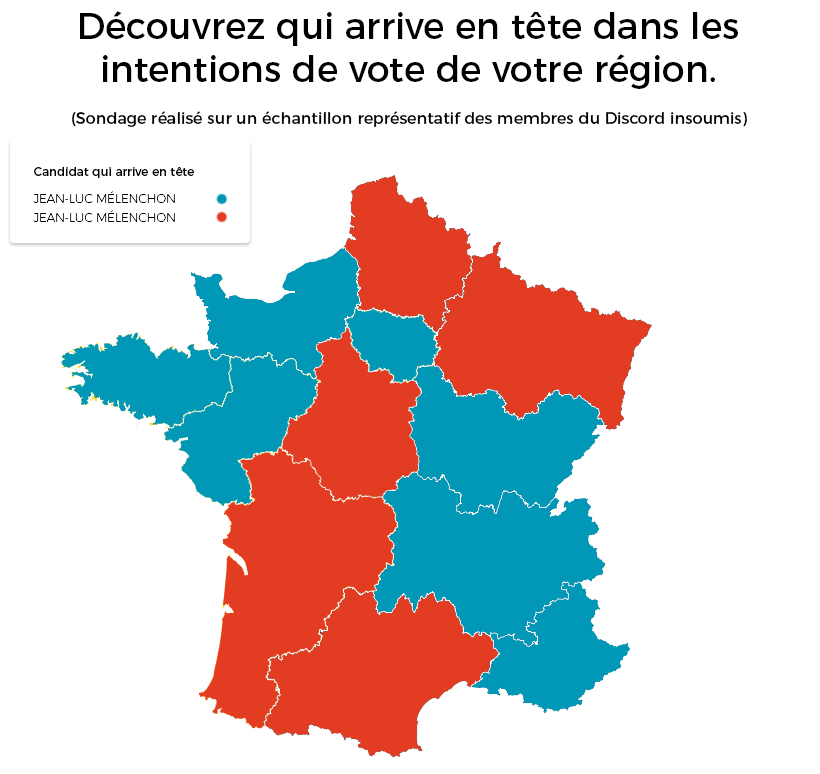 Découvrez qui arrive en tête dans les
intentions de vote de votre région.
(Sondage réalisé sur un échantillon représentatif des membres du Discord insoumis)
Candidat qui arrive en tête
JEAN-LUC MÉLENCHON
JEAN-LUC MÉLENCHON